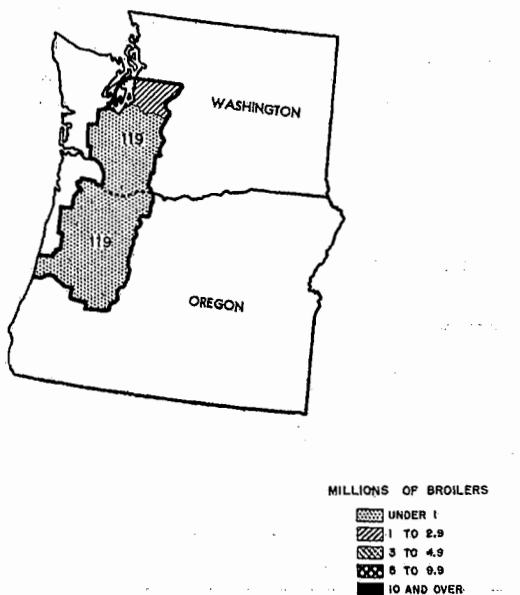 WASHINGTON
119
119
OREGON
MILLIONS OF BROILERS
UNDER 1
1 TO 2.9
3 TO 4.9
5 TO 9.9
10 AND OVER